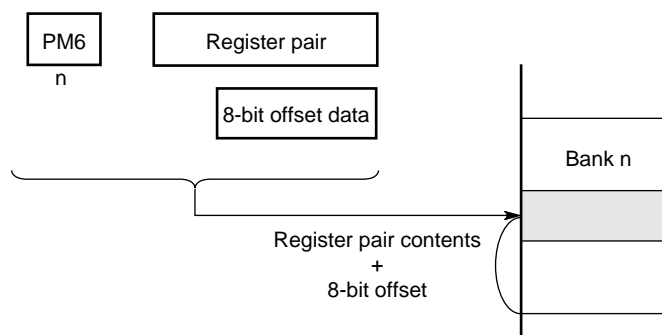 PM6
Register pair
n
8-bit offset data
Bank n
Register pair contents
+
8-bit offset